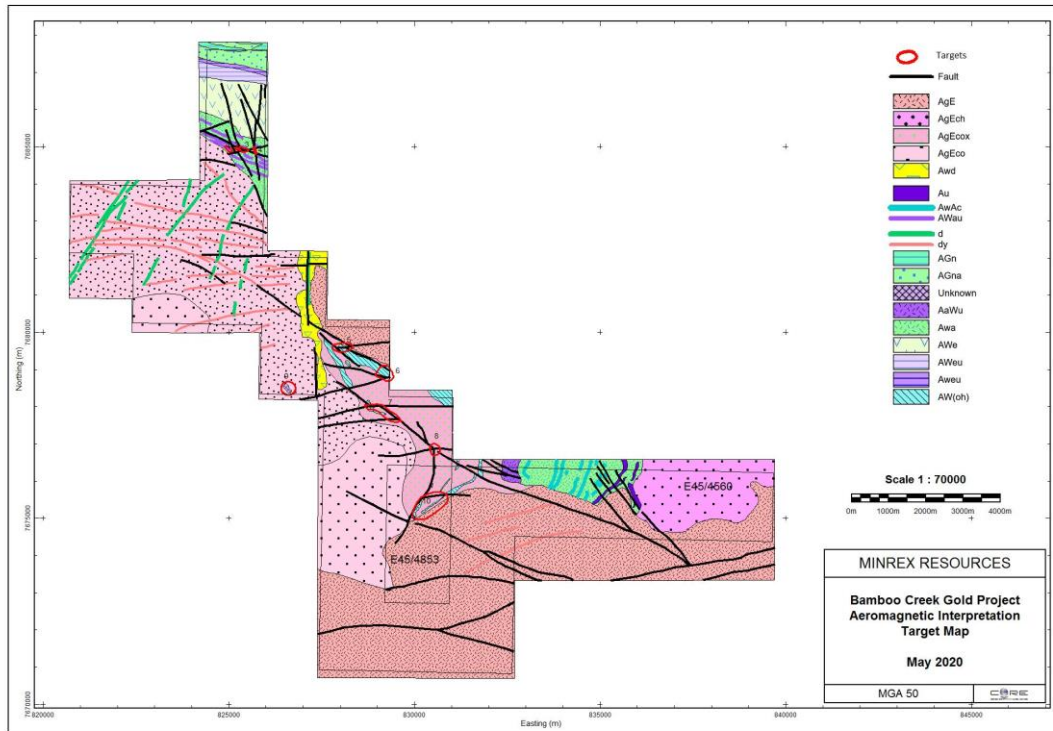 Targets
Fault
AgE
AgEch
AgEcox
AgEco
Awd
Au
AwAc
AWau
d
dy
AGn
AGna
Unknown
AaWu
Awa
AWe
AWeu
Aweu
AW(oh)
6
8
E45/4560
E45/4853
Scale 1 : 70000
0m 1000m 2000m 3000m 4000m
MINREX RESOURCES
Bamboo Creek Gold Project
Aeromagnetic Interpretation
Target Map
May 2020
MGA 50
CORE
Northing (m)
7685000
7680000
7675000
7670000
820000 825000 830000 835000 840000 845000
Easting (m)